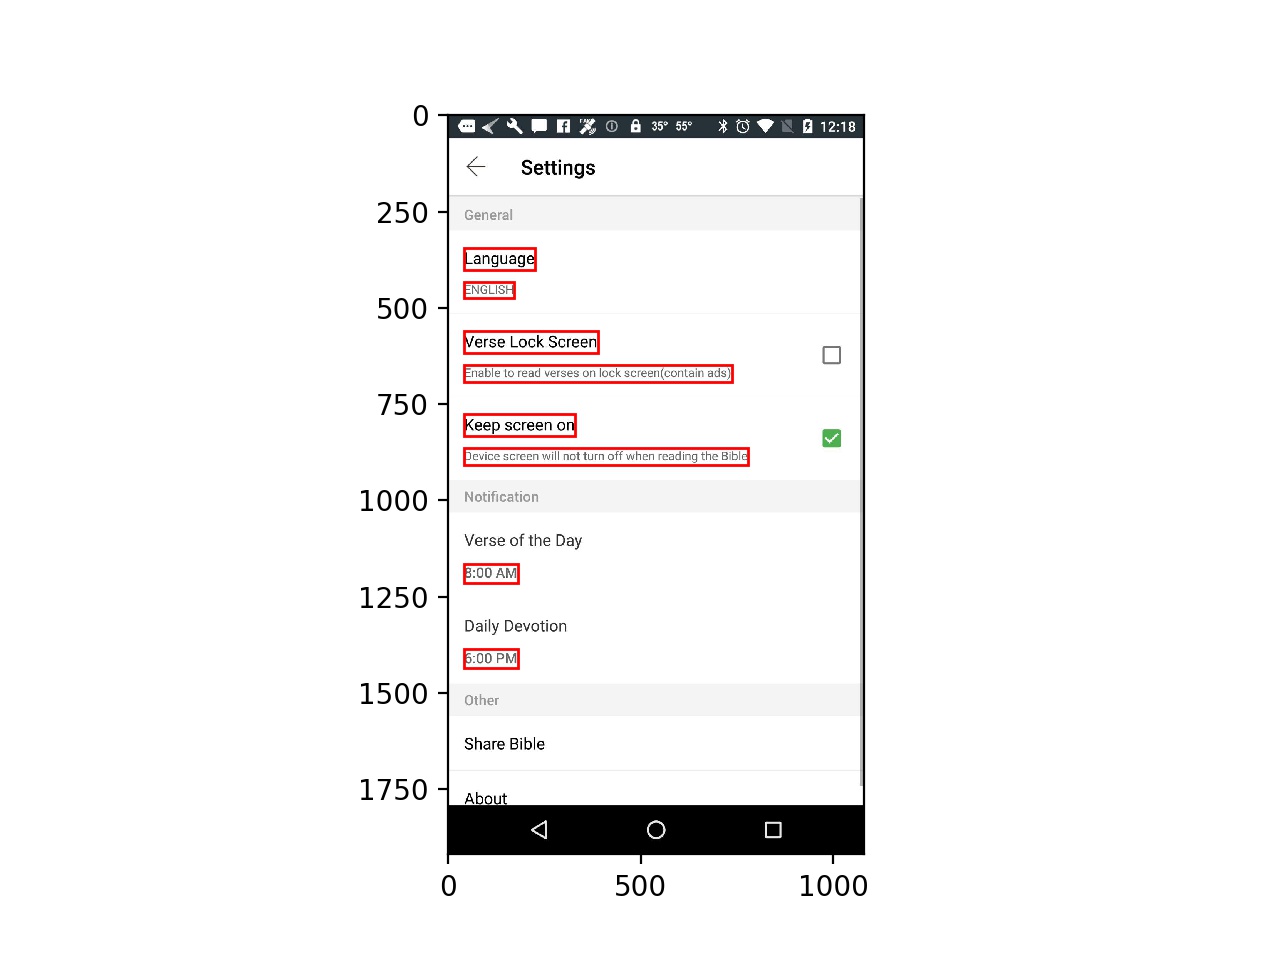 35° 55° 12:18
Settings
General
Language
ENGLISH
Verse Lock Screen
Enable to read verses on lock screen(contain ads)
Keep screen on
Device screen will not turn off when reading the Bible
Notification
Verse of the Day
8:00 AM
Daily Devotion
6:00 PM
Other
Share Bible
About
0
250
500
750
1000
1250
1500
1750
0 500 1000